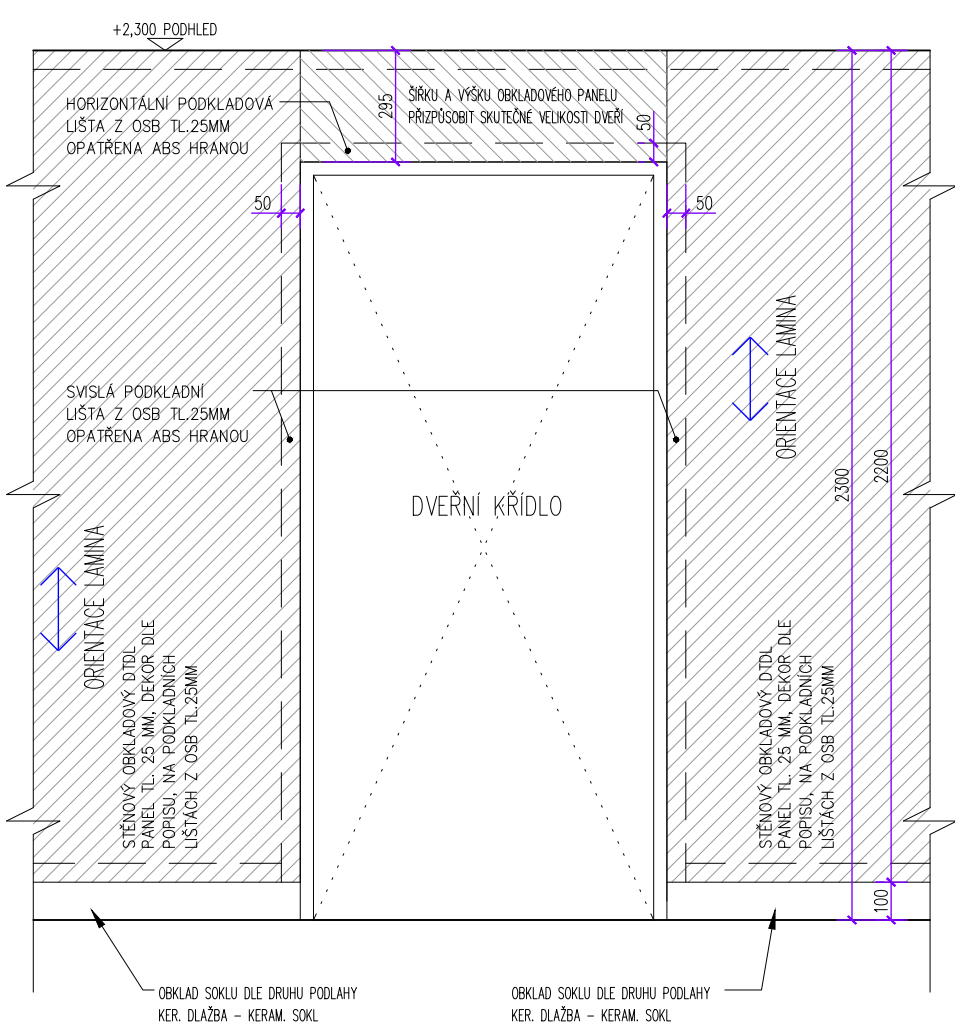 +2,300 PODHLED
HORIZONTÁLNÍ PODKLADOVÁ
LIŠTA Z OSB TL.25MM
OPATŘENA ABS HRANOU
295
ŠÍŘKU A VÝŠKU OBKLADOVÉHO PANELU
PŘIZPŮSOBIT SKUTEČNÉ VELIKOSTI DVEŘÍ
50
50
50
SVISLÁ PODKLADNÍ
LIŠTA Z OSB TL.25MM
OPATŘENA ABS HRANOU
ORIENTACE LAMINA
2300
2200
DVEŘNÍ KŘÍDLO
ORIENTACE LAMINA
STĚNOVÝ OBKLADOVÝ DTDL
PANEL TL. 25 MM, DEKOR DLE
POPISU, NA PODKLADNÍCH
LIŠTÁCH Z OSB TL.25MM
STĚNOVÝ OBKLADOVÝ DTDL
PANEL TL. 25 MM, DEKOR DLE
POPISU, NA PODKLADNÍCH
LIŠTÁCH Z OSB TL.25MM
100
OBKLAD SOKLU DLE DRUHU PODLAHY
KER. DLAŽBA – KERAM. SOKL
OBKLAD SOKLU DLE DRUHU PODLAHY
KER. DLAŽBA – KERAM. SOKL